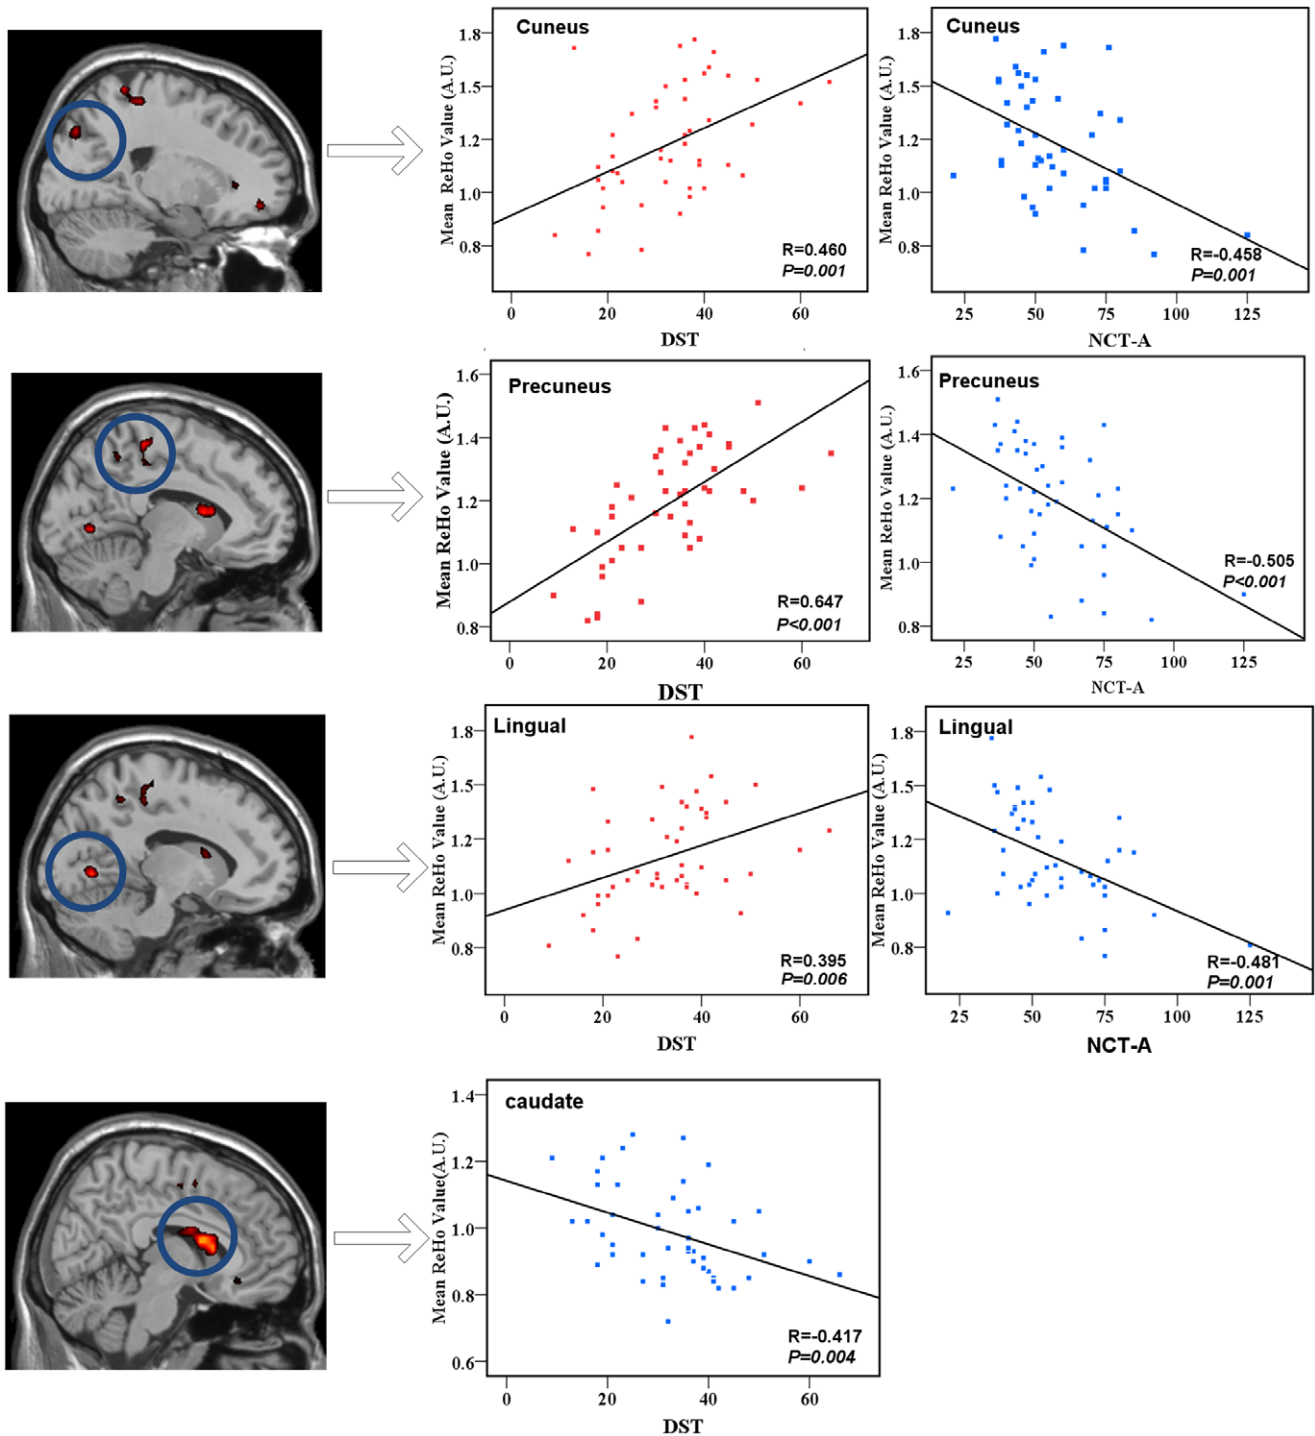 Cuneus
Mean ReHo Value (A.U.)
1.8
1.5
1.2
1.0
0.8
R=0.460
P=0.001
0 20 40 60
DST
Cuneus
Mean ReHo Value (A.U.)
1.8
1.5
1.2
1.0
0.8
R=-0.458
P=0.001
25 50 75 100 125
NCT-A
Precuneus
Mean ReHo Value (A.U.)
1.6
1.4
1.2
1.0
0.8
R=0.647
P<0.001
0 20 40 60
DST
Precuneus
Mean ReHo Value (A.U.)
1.6
1.4
1.2
1.0
0.8
R=-0.505
P<0.001
25 50 75 100 125
NCT-A
Lingual
Mean ReHo Value (A.U.)
1.8
1.5
1.2
1.0
0.8
R=0.395
P=0.006
0 20 40 60
DST
Lingual
Mean ReHo Value (A.U.)
1.8
1.5
1.2
1.0
0.8
R=-0.481
P=0.001
25 50 75 100 125
NCT-A
caudate
Mean ReHo Value(A.U.)
1.4
1.2
1.0
0.8
0.6
R=-0.417
P=0.004
0 20 40 60
DST